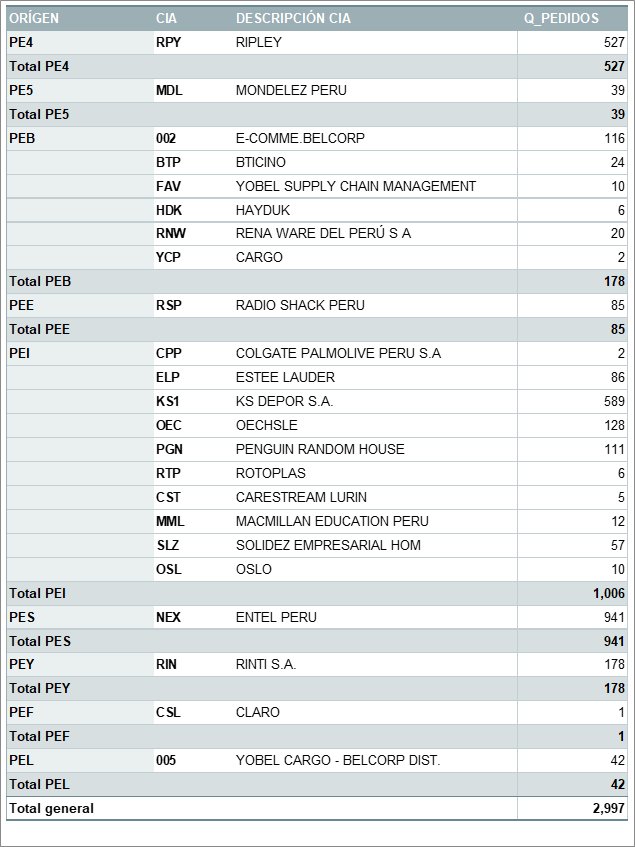 ORÍGEN CIA DESCRIPCIÓN CIA Q_PEDIDOS
PE4 RPY RIPLEY 527
Total PE4 527
PE5 MDL MONDELEZ PERU 39
Total PE5 39
PEB 002 E-COMME.BELCORP 116
BTP BTICINO 24
FAV YOBEL SUPPLY CHAIN MANAGEMENT 10
HDK HAYDUK 6
RNW RENA WARE DEL PERÚ S A 20
YCP CARGO 2
Total PEB 178
PEE RSP RADIO SHACK PERU 85
Total PEE 85
PEI CPP COLGATE PALMOLIVE PERU S.A 2
ELP ESTEE LAUDER 86
KS1 KS DEPOR S.A. 589
OEC OECHSLE 128
PGN PENGUIN RANDOM HOUSE 111
RTP ROTOPLAS 6
CST CARESTREAM LURIN 5
MML MACMILLAN EDUCATION PERU 12
SLZ SOLIDEZ EMPRESARIAL HOM 57
OSL OSLO 10
Total PEI 1,006
PES NEX ENTEL PERU 941
Total PES 941
PEY RIN RINTI S.A. 178
Total PEY 178
PEF CSL CLARO 1
Total PEF 1
PEL 005 YOBEL CARGO - BELCORP DIST. 42
Total PEL 42
Total general 2,997